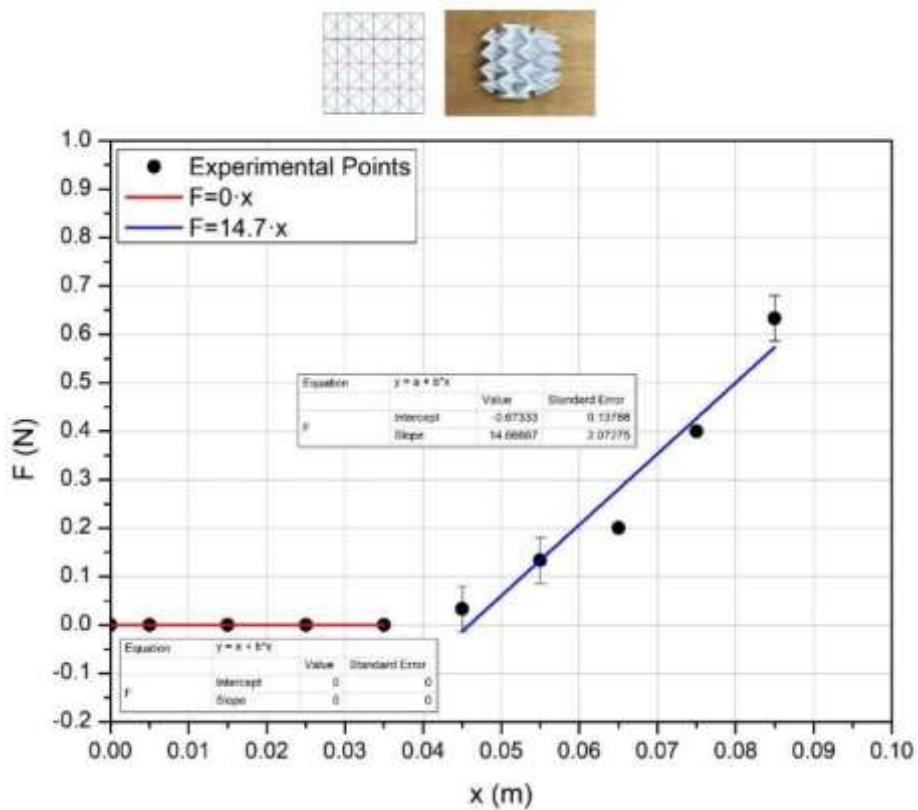 1.0
0.9
0.8
0.7
0.6
0.5
0.4
0.3
0.2
0.1
0.0
-0.1
-0.2
F (N)
Experimental Points
F=0·x
F=14.7·x
Equation y = a + b*x
Value Standard Error
F Intercept -0.67333 0.13788
Slope 14.66667 2.07275
Equation y = a + b*x
Value Standard Error
F Intercept 0 0
Slope 0 0
0.00 0.01 0.02 0.03 0.04 0.05 0.06 0.07 0.08 0.09 0.10
x (m)